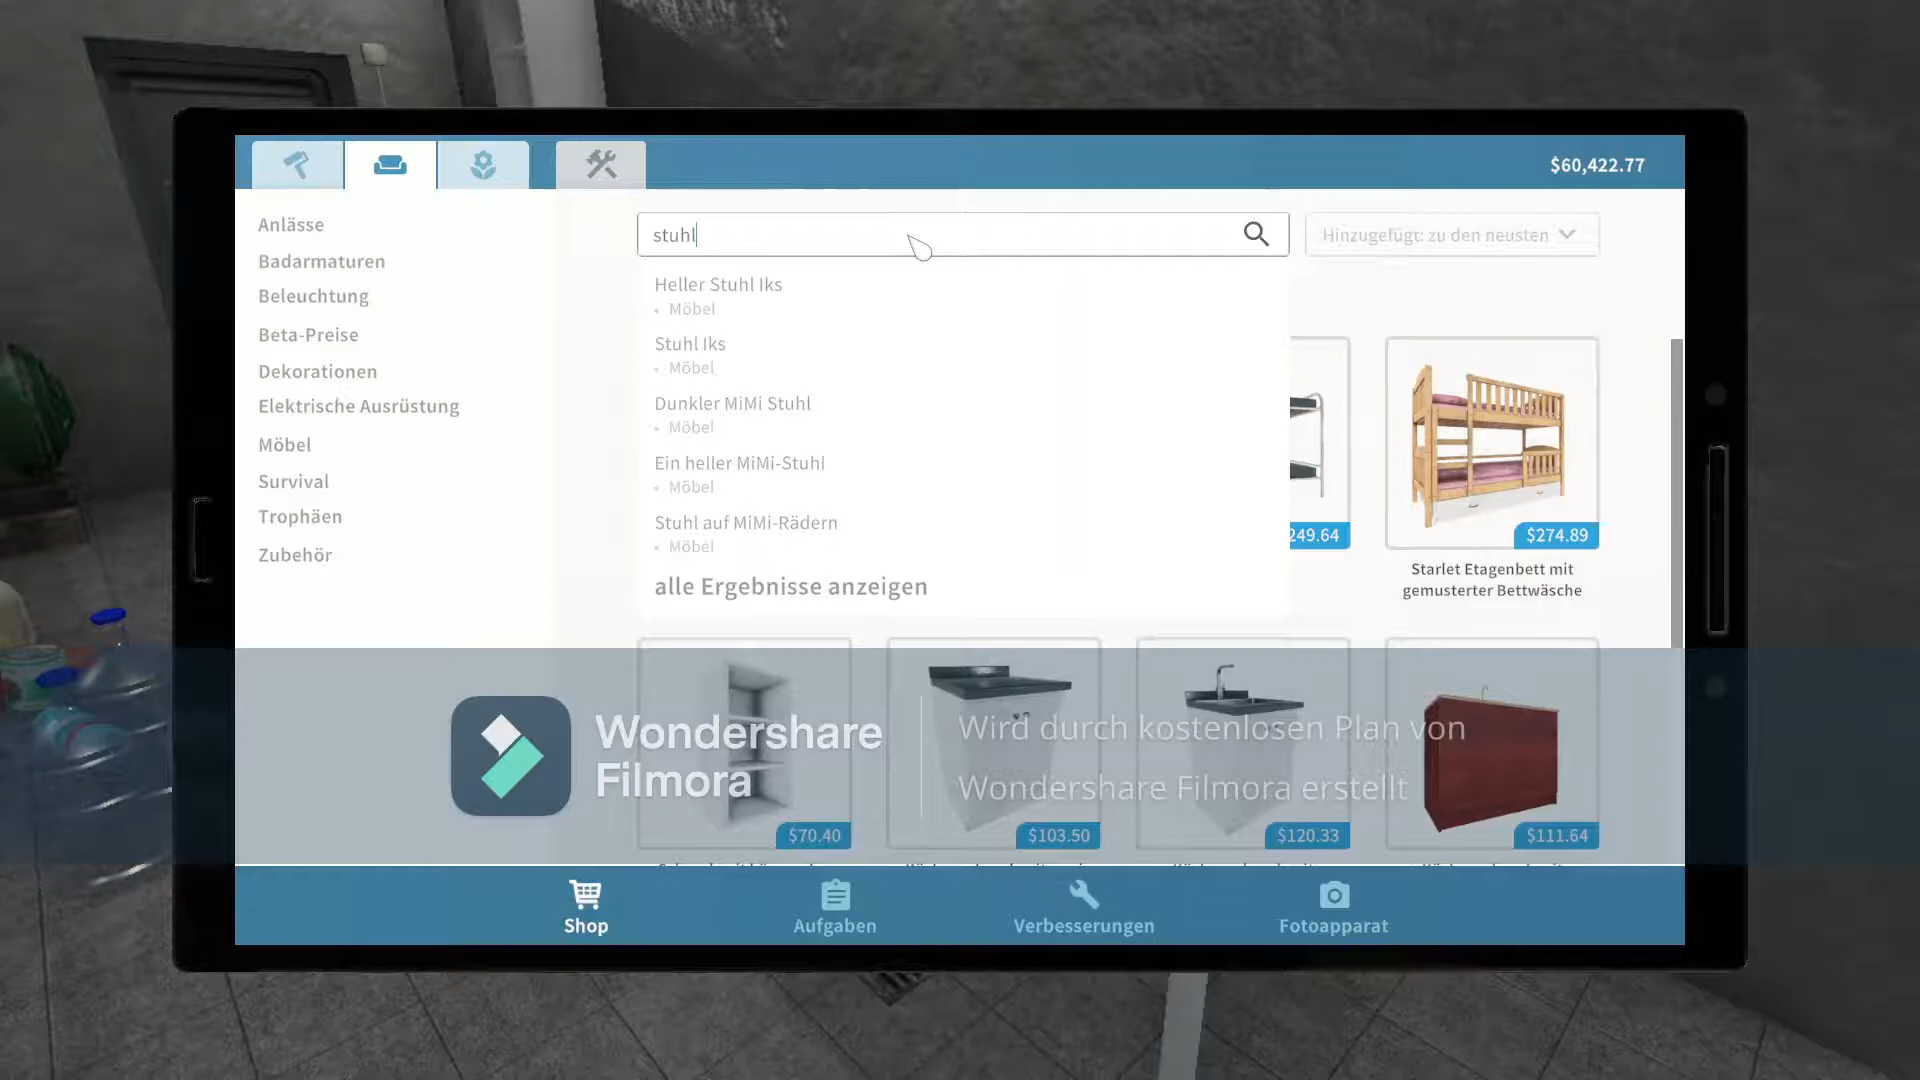 $60,422.77
Anlässe
Badarmaturen
Beleuchtung
Beta-Preise
Dekorationen
Elektrische Ausrüstung
Möbel
Survival
Trophäen
Zubehör
stuhl
Hinzugefügt: zu den neusten
Heller Stuhl Iks
Möbel
Stuhl Iks
Möbel
Dunkler MiMi Stuhl
Möbel
Ein heller MiMi-Stuhl
Möbel
Stuhl auf MiMi-Rädern
Möbel
alle Ergebnisse anzeigen
249.64
$274.89
Starlet Etagenbett mit
gemusterter Bettwäsche
Wondershare
Filmora
Wird durch kostenlosen Plan von
Wondershare Filmora erstellt
$70.40
$103.50
$120.33
$111.64
Shop
Aufgaben
Verbesserungen
Fotoapparat